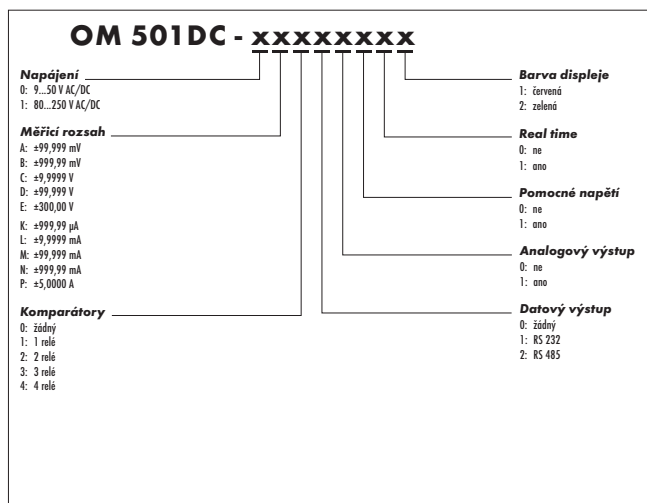 OM 501DC - xxxxxxxx
Napájení
0: 9...50 V AC/DC
1: 80...250 V AC/DC
Měřicí rozsah
A: ±99,999 mV
B: ±999,99 mV
C: ±9,9999 V
D: ±99,999 V
E: ±300,00 V
K: ±999,99 µA
L: ±9,9999 mA
M: ±99,999 mA
N: ±999,99 mA
P: ±5,0000 A
Komparátory
0: žádný
1: 1 relé
2: 2 relé
3: 3 relé
4: 4 relé
Barva displeje
1: červená
2: zelená
Real time
0: ne
1: ano
Pomocné napětí
0: ne
1: ano
Analogový výstup
0: ne
1: ano
Datový výstup
0: žádný
1: RS 232
2: RS 485